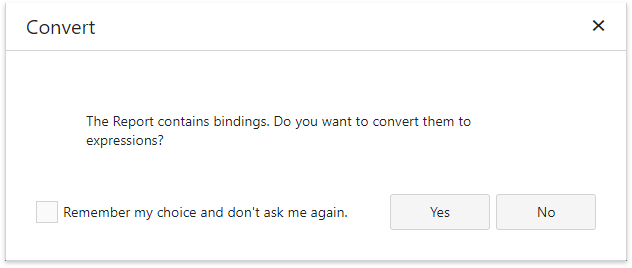 Convert
The Report contains bindings. Do you want to convert them to
expressions?
Remember my choice and don't ask me again.
Yes
No